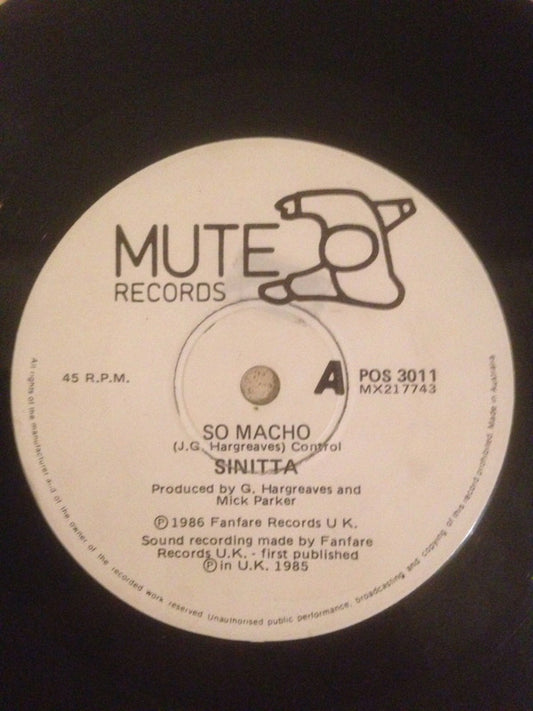 MUTE
RECORDS
45 R.P.M.
A
POS 3011
MX217743
SO MACHO
(J.G. Hargreaves) Control
SINITTA
Produced by G. Hargreaves and
Mick Parker
Ⓟ 1986 Fanfare Records U K.
Sound recording made by Fanfare
Records U.K. - first published
Ⓟ in U.K. 1985
All rights of the manufacturer and of the owner of the recorded work reserved Unauthorised public performance, broadcasting and copying of this record prohibited. Made in Australia